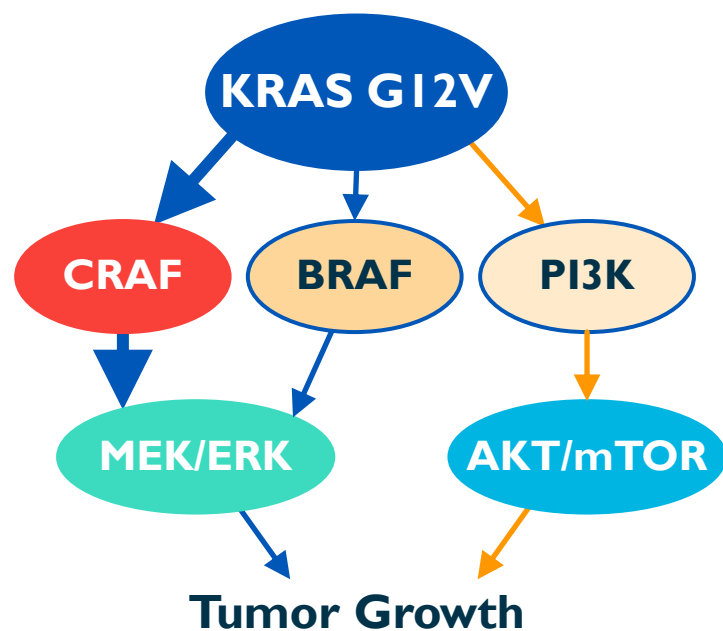 KRAS G12V
CRAF
BRAF
PI3K
MEK/ERK
AKT/mTOR
Tumor Growth